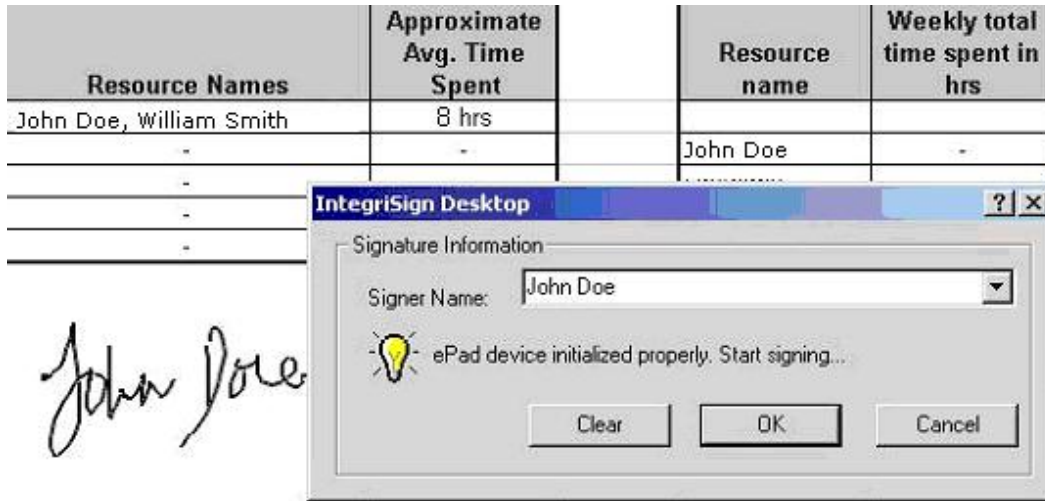 Resource Names Approximate Avg. Time Spent Resource name Weekly total time spent in hrs
John Doe, William Smith 8 hrs
- -
John Doe -
-
-
-
IntegriSign Desktop
Signature Information
Signer Name: John Doe
ePad device initialized properly. Start signing...
Clear OK Cancel
John Doe